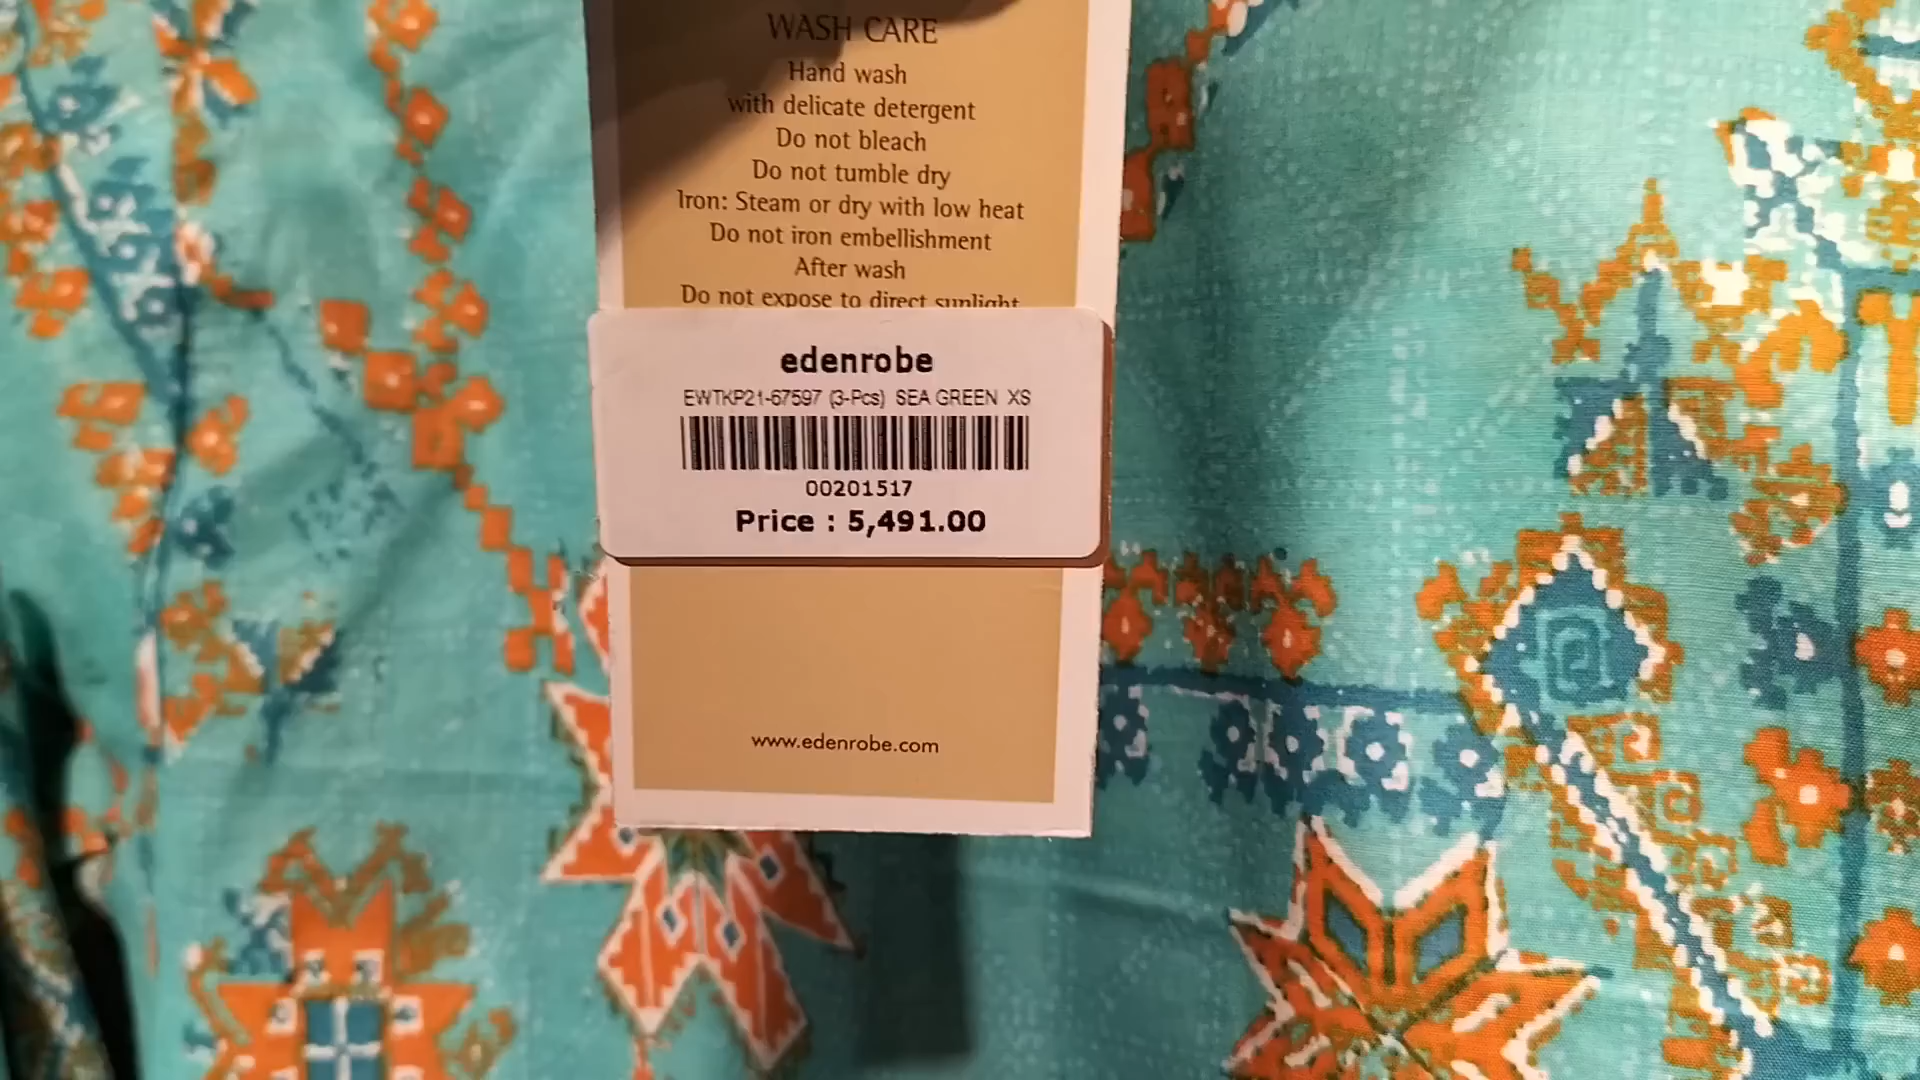 WASH CARE
Hand wash
with delicate detergent
Do not bleach
Do not tumble dry
Iron: Steam or dry with low heat
Do not iron embellishment
After wash
Do not expose to direct sunlight
edenrobe
EWTKP21-67597 (3-Pcs) SEA GREEN XS
00201517
Price : 5,491.00
www.edenrobe.com